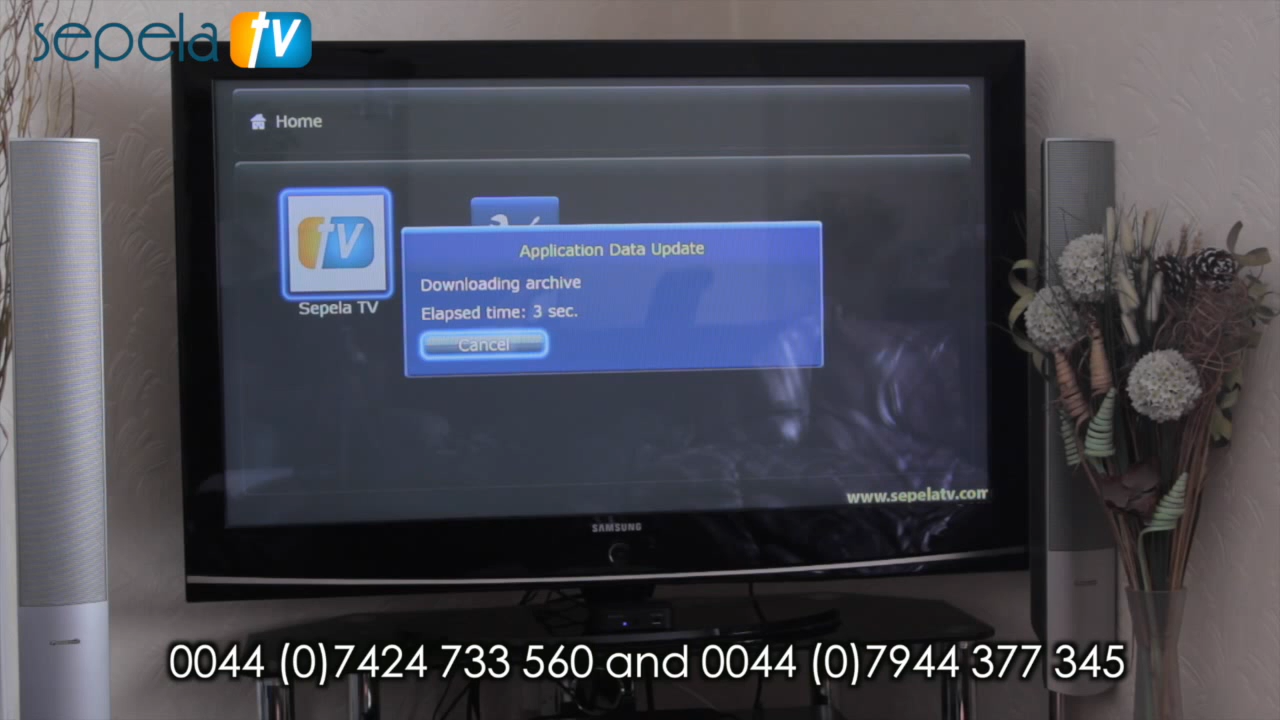 sepela tv
Home
tv
Sepela TV
Application Data Update
Downloading archive
Elapsed time: 3 sec.
Cancel
www.sepelatv.com
SAMSUNG
0044 (0)7424 733 560 and 0044 (0)7944 377 345